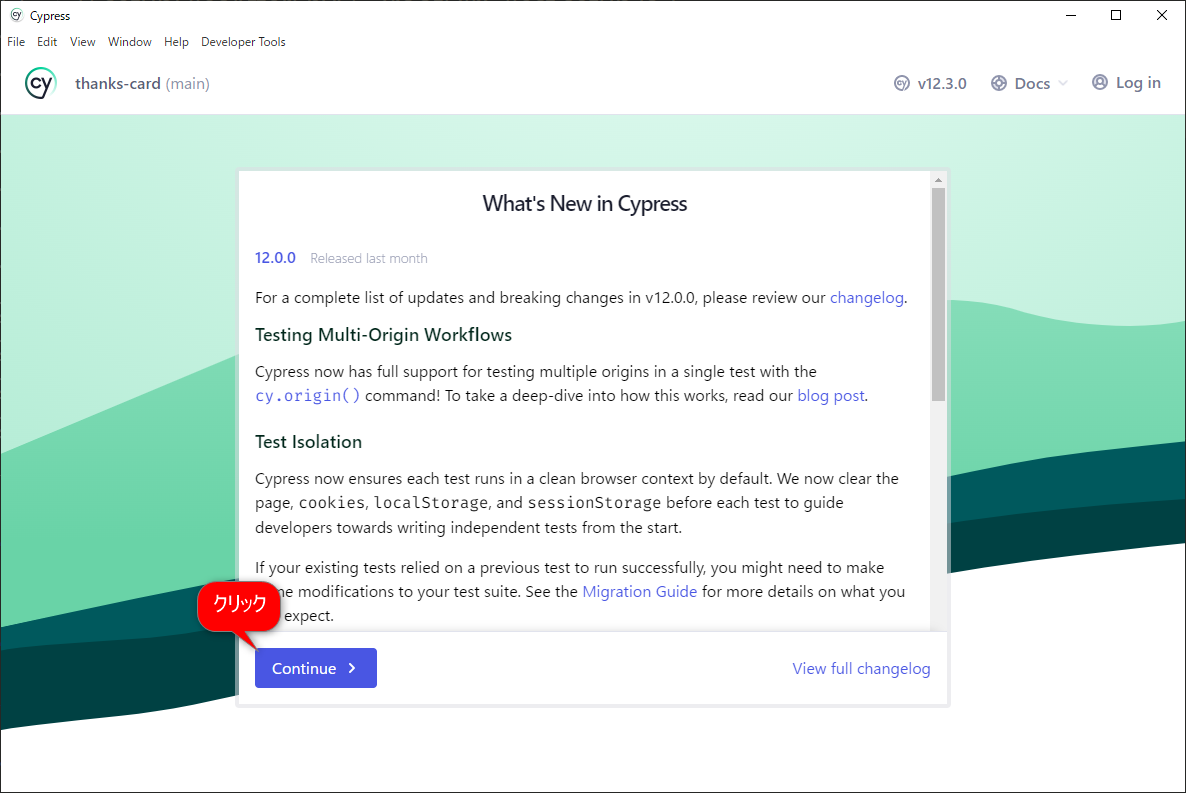 Cypress
File Edit View Window Help Developer Tools
cy thanks-card (main) v12.3.0 Docs Log in
What's New in Cypress
12.0.0 Released last month
For a complete list of updates and breaking changes in v12.0.0, please review our changelog.
Testing Multi-Origin Workflows
Cypress now has full support for testing multiple origins in a single test with the
cy.origin() command! To take a deep-dive into how this works, read our blog post.
Test Isolation
Cypress now ensures each test runs in a clean browser context by default. We now clear the
page, cookies, localStorage, and sessionStorage before each test to guide
developers towards writing independent tests from the start.
If your existing tests relied on a previous test to run successfully, you might need to make
modifications to your test suite. See the Migration Guide for more details on what you
expect.
クリック
Continue
View full changelog